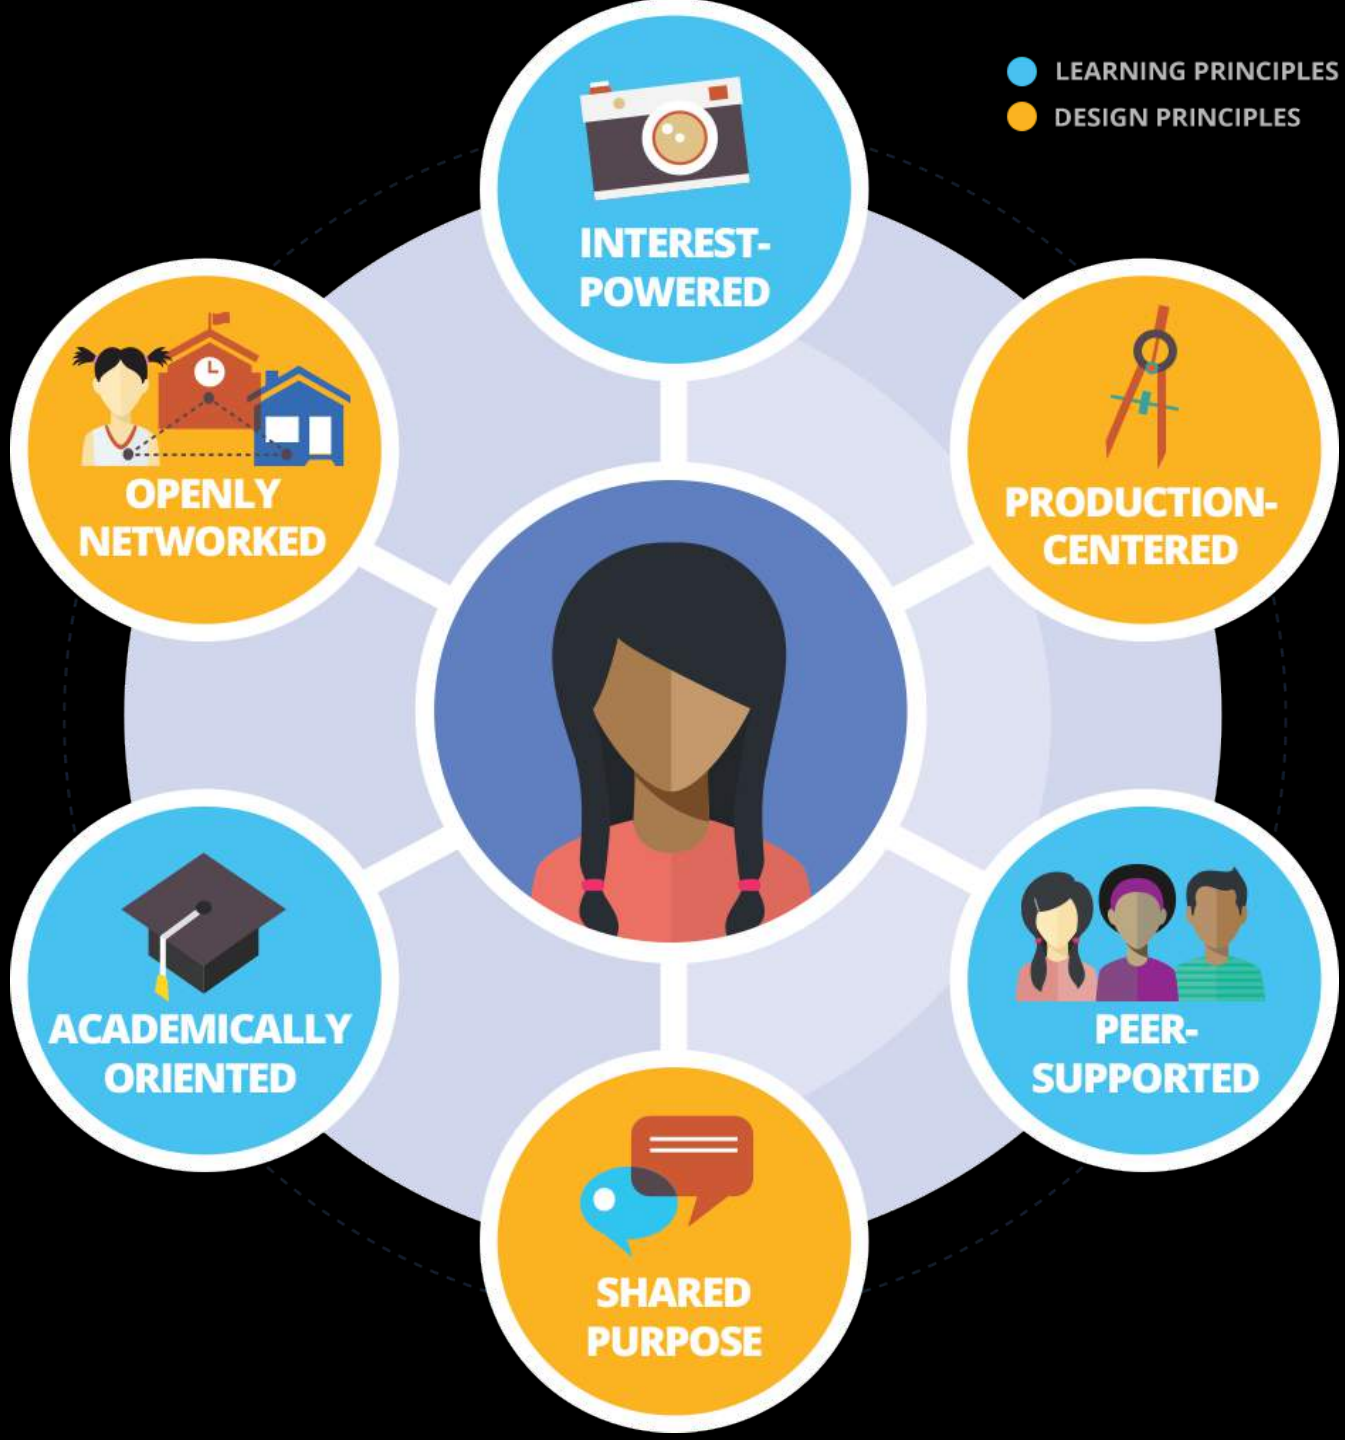 LEARNING PRINCIPLES
DESIGN PRINCIPLES
INTEREST-
POWERED
OPENLY
NETWORKED
PRODUCTION-
CENTERED
ACADEMICALLY
ORIENTED
PEER-
SUPPORTED
SHARED
PURPOSE